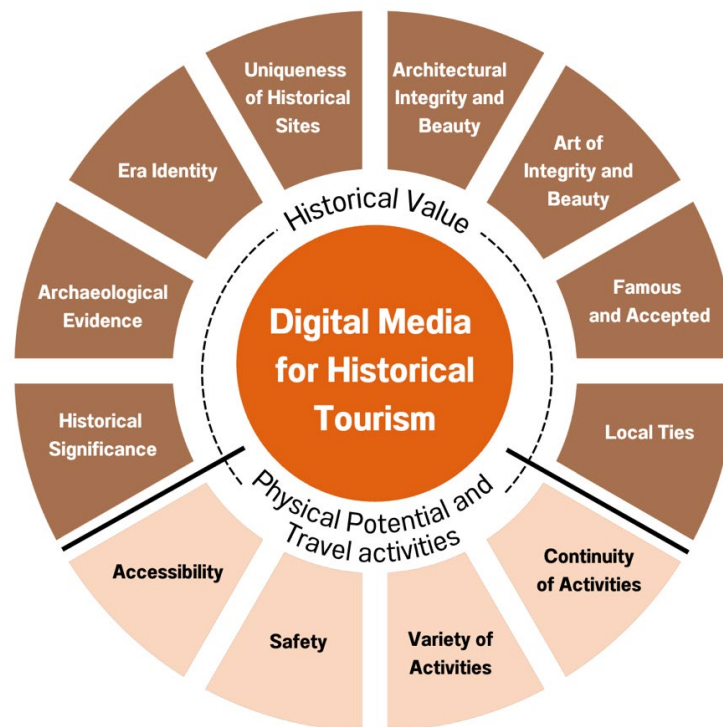 Uniqueness
of Historical
Sites
Architectural
Integrity and
Beauty
Art of
Integrity and
Beauty
Era Identity
Historical Value
Archaeological
Evidence
Famous
and Accepted
Digital Media
for Historical
Tourism
Historical
Significance
Local Ties
Physical Potential and
Travel activities
Accessibility
Safety
Variety of
Activities
Continuity
of Activities